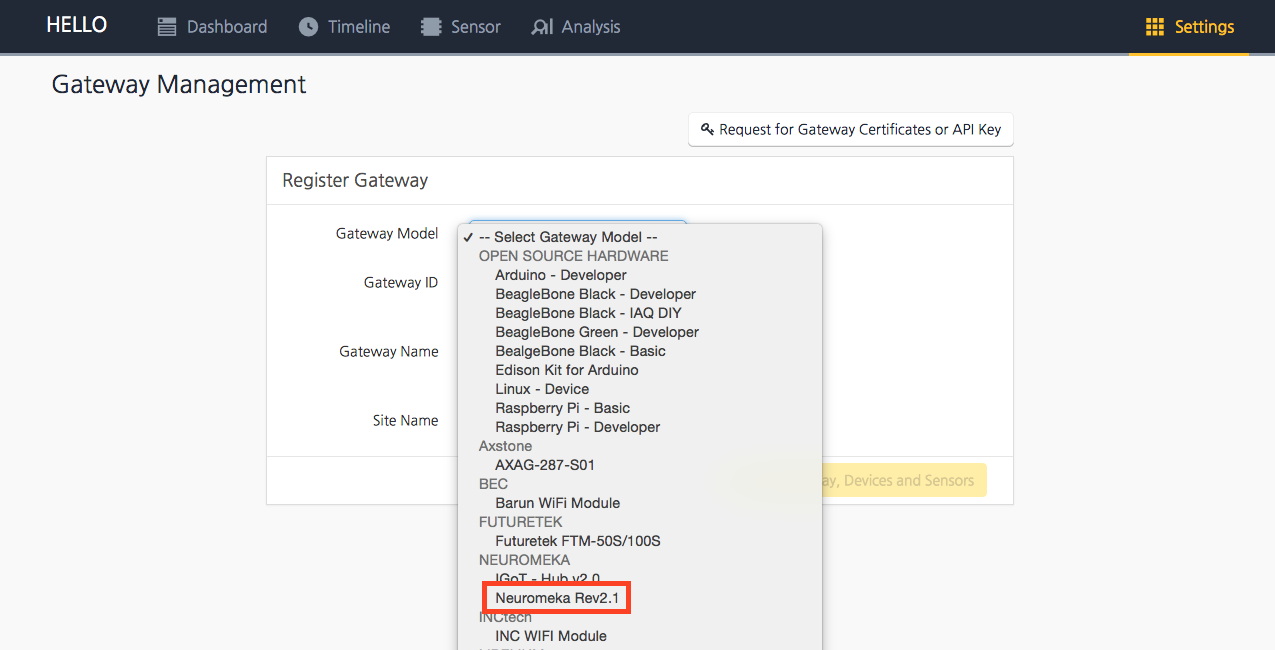 HELLO Dashboard Timeline Sensor Analysis Settings
Gateway Management
Request for Gateway Certificates or API Key
Register Gateway
Gateway Model
Gateway ID
Gateway Name
Site Name
✓ -- Select Gateway Model --
OPEN SOURCE HARDWARE
Arduino - Developer
BeagleBone Black - Developer
BeagleBone Black - IAQ DIY
BeagleBone Green - Developer
BealgeBone Black - Basic
Edison Kit for Arduino
Linux - Device
Raspberry Pi - Basic
Raspberry Pi - Developer
Axstone
AXAG-287-S01
BEC
Barun WiFi Module
FUTURETEK
Futuretek FTM-50S/100S
NEUROMEKA
IGoT - Hub v2.0
Neuromeka Rev2.1
INCtech
INC WIFI Module
Devices and Sensors